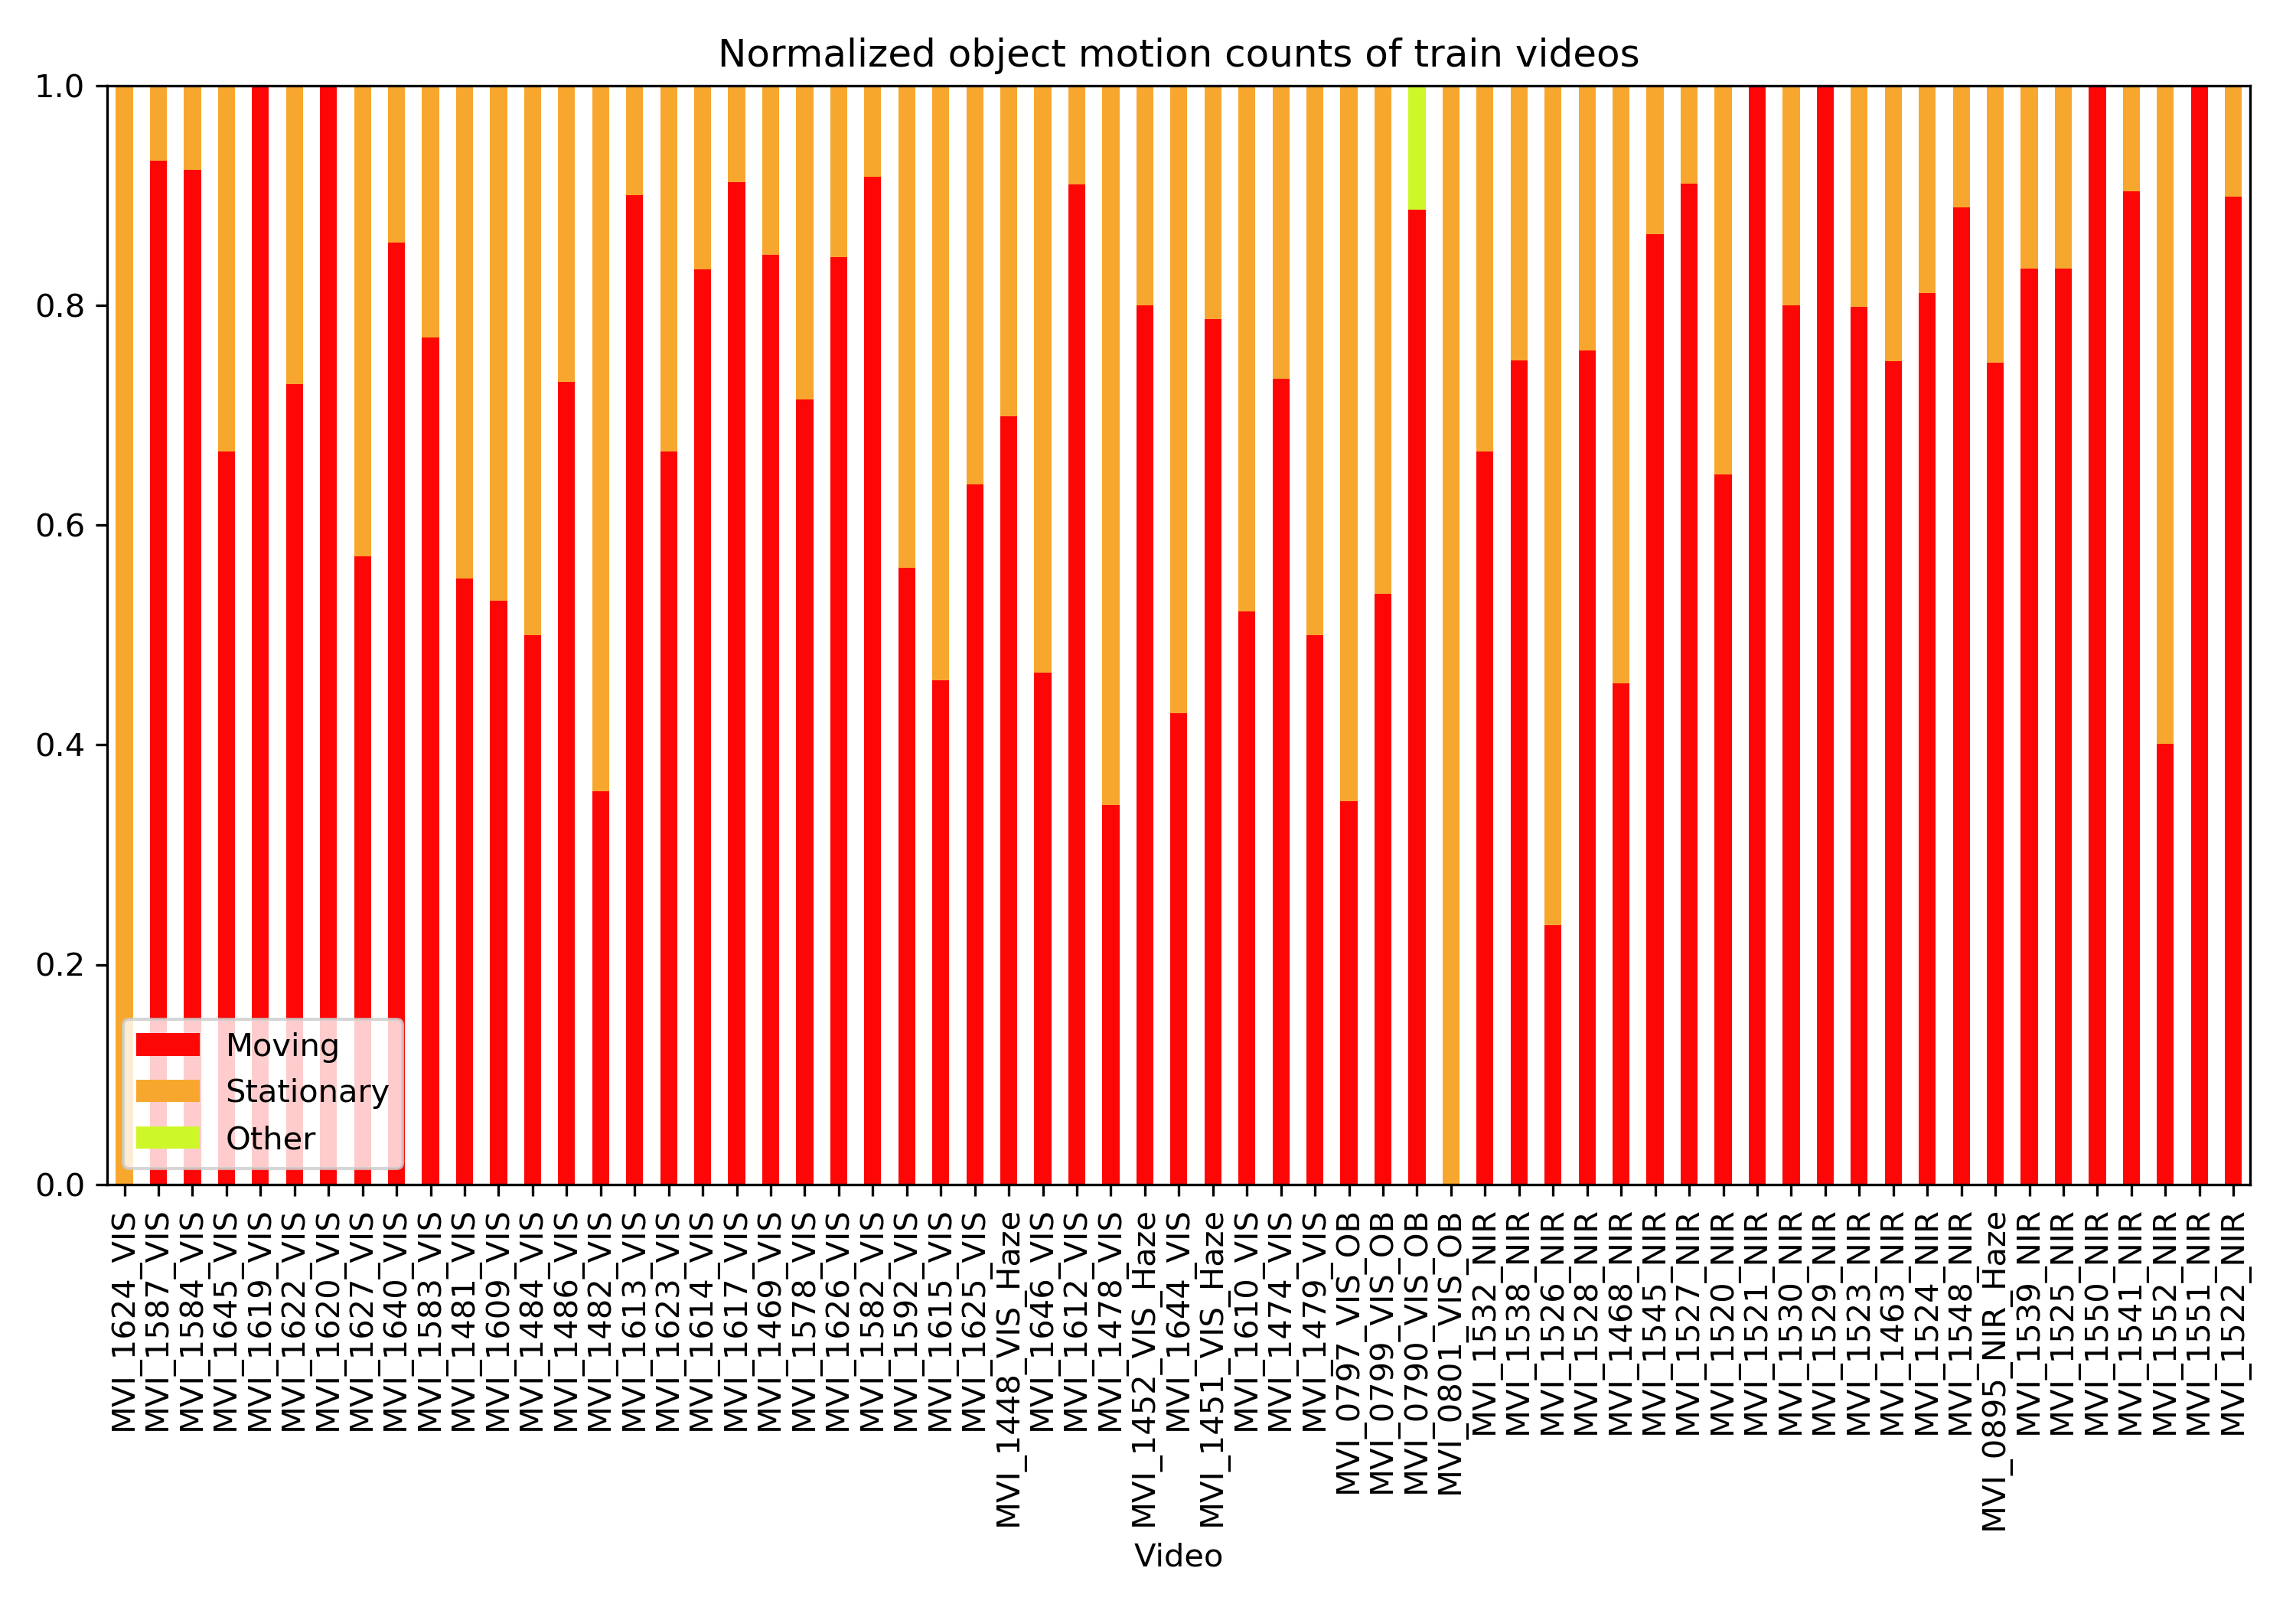 Normalized object motion counts of train videos
1.0
0.8
0.6
0.4
0.2
0.0
Moving
Stationary
Other
MVI_1624_VIS
MVI_1587_VIS
MVI_1584_VIS
MVI_1645_VIS
MVI_1619_VIS
MVI_1622_VIS
MVI_1620_VIS
MVI_1627_VIS
MVI_1640_VIS
MVI_1583_VIS
MVI_1481_VIS
MVI_1609_VIS
MVI_1484_VIS
MVI_1486_VIS
MVI_1482_VIS
MVI_1613_VIS
MVI_1623_VIS
MVI_1614_VIS
MVI_1617_VIS
MVI_1469_VIS
MVI_1578_VIS
MVI_1626_VIS
MVI_1582_VIS
MVI_1592_VIS
MVI_1615_VIS
MVI_1625_VIS
MVI_1448_VIS_Haze
MVI_1646_VIS
MVI_1612_VIS
MVI_1478_VIS
MVI_1452_VIS_Haze
MVI_1644_VIS
MVI_1451_VIS_Haze
MVI_1610_VIS
MVI_1474_VIS
MVI_1479_VIS
MVI_0797_VIS_OB
MVI_0799_VIS_OB
MVI_0790_VIS_OB
MVI_0801_VIS_OB
MVI_1532_NIR
MVI_1538_NIR
MVI_1526_NIR
MVI_1528_NIR
MVI_1468_NIR
MVI_1545_NIR
MVI_1527_NIR
MVI_1520_NIR
MVI_1521_NIR
MVI_1530_NIR
MVI_1529_NIR
MVI_1523_NIR
MVI_1463_NIR
MVI_1524_NIR
MVI_1548_NIR
MVI_0895_NIR_Haze
MVI_1539_NIR
MVI_1525_NIR
MVI_1550_NIR
MVI_1541_NIR
MVI_1552_NIR
MVI_1551_NIR
MVI_1522_NIR
Video